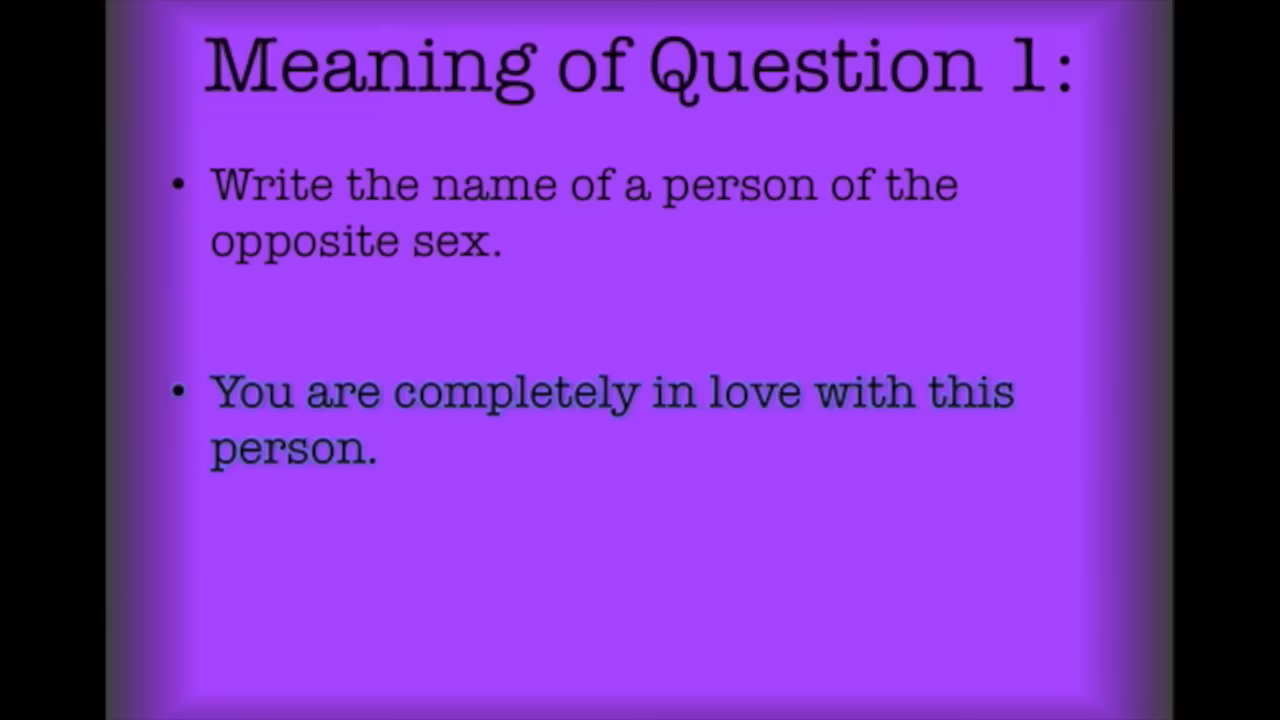 Meaning of Question 1:
• Write the name of a person of the
opposite sex.
• You are completely in love with this
person.